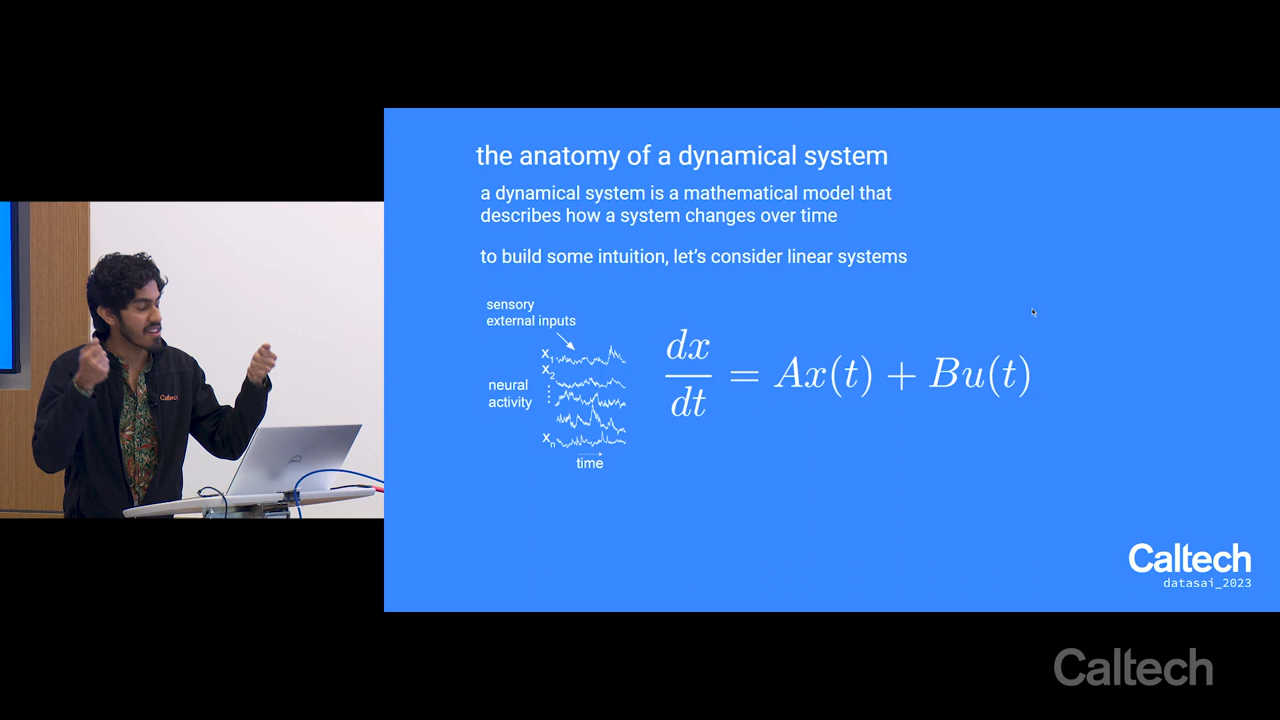 the anatomy of a dynamical system
a dynamical system is a mathematical model that
describes how a system changes over time
to build some intuition, let's consider linear systems
sensory
external inputs
x1
x2
neural
activity
xn
time
dx/dt = Ax(t) + Bu(t)
Caltech
datasai_2023
Caltech
Caltech
DELL